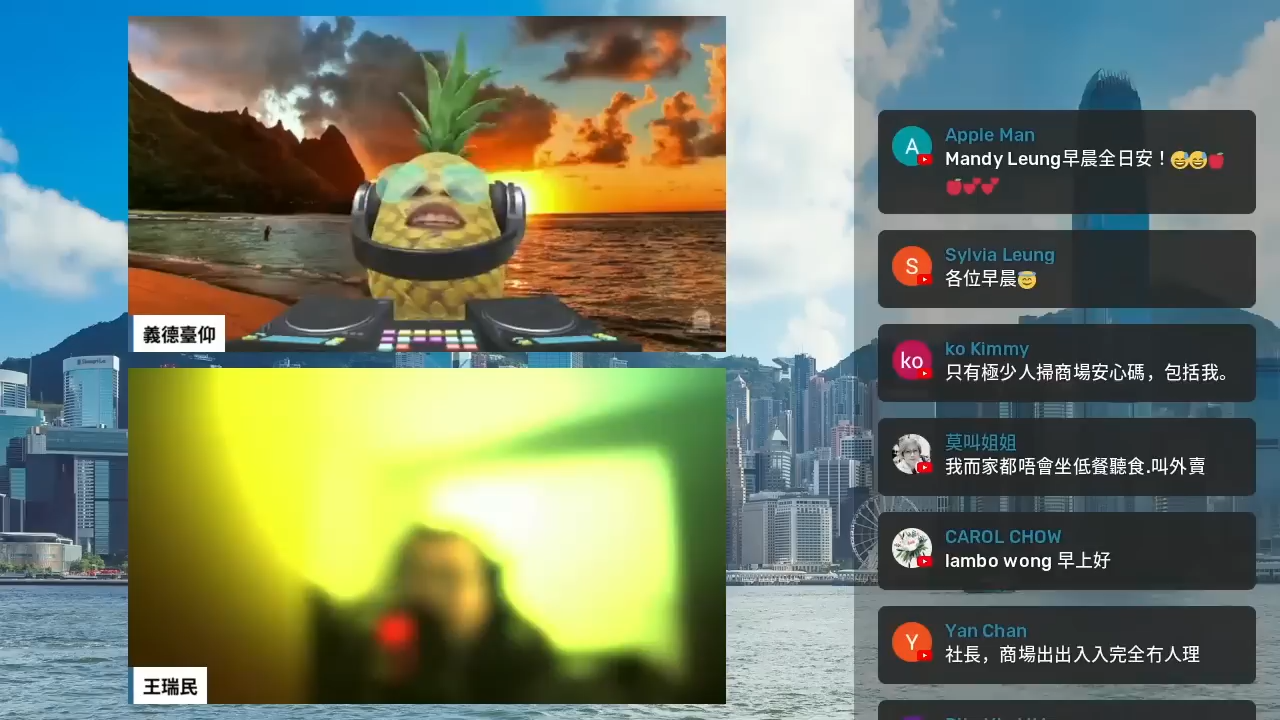 義德臺仰
王瑞民
Apple Man
Mandy Leung早晨全日安！😅😅🍎
🍎💕💕
Sylvia Leung
各位早晨😇
ko Kimmy
只有極少人掃商場安心碼，包括我。
莫叫姐姐
我而家都唔會坐低餐聽食.叫外賣
CAROL CHOW
lambo wong 早上好
Yan Chan
社長，商場出出入入完全冇人理